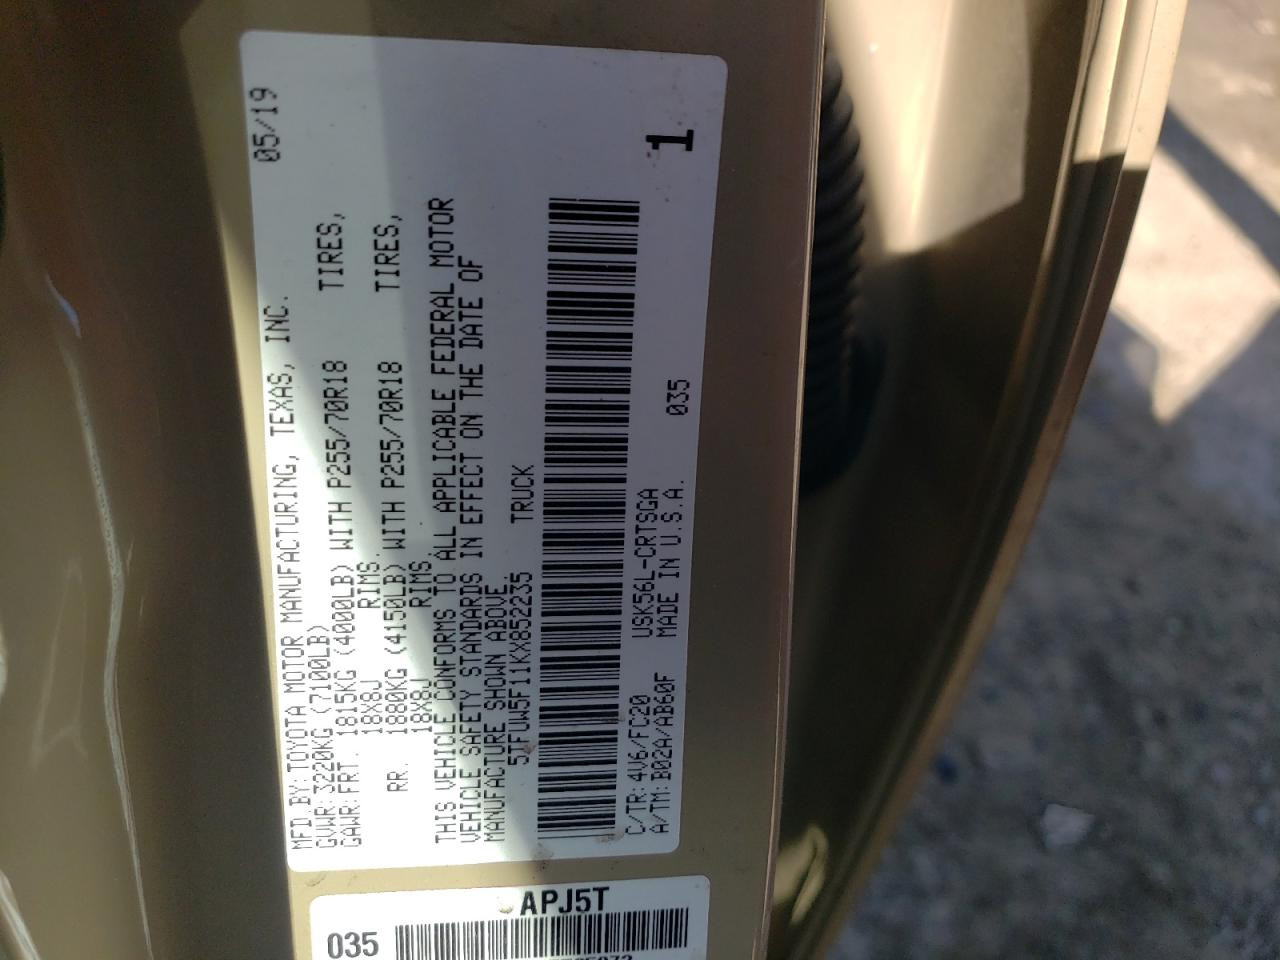 MFD.BY:TOYOTA MOTOR MANUFACTURING, TEXAS, INC. 05/19
GVWR:3220KG (7100LB)
GAWR:FRT. 1815KG (4000LB) WITH P255/70R18 TIRES,
18X8J RIMS.
RR. 1880KG (4150LB) WITH P255/70R18 TIRES,
18X8J RIMS.
THIS VEHICLE CONFORMS TO ALL APPLICABLE FEDERAL MOTOR
VEHICLE SAFETY STANDARDS IN EFFECT ON THE DATE OF
MANUFACTURE SHOWN ABOVE.
5TFUW5F11KX852235 TRUCK
C/TR:4V6/FC20 USK56L-CRTSGA 035
A/TM:B02A/AB60F MADE IN U.S.A.
1
APJ5T
035